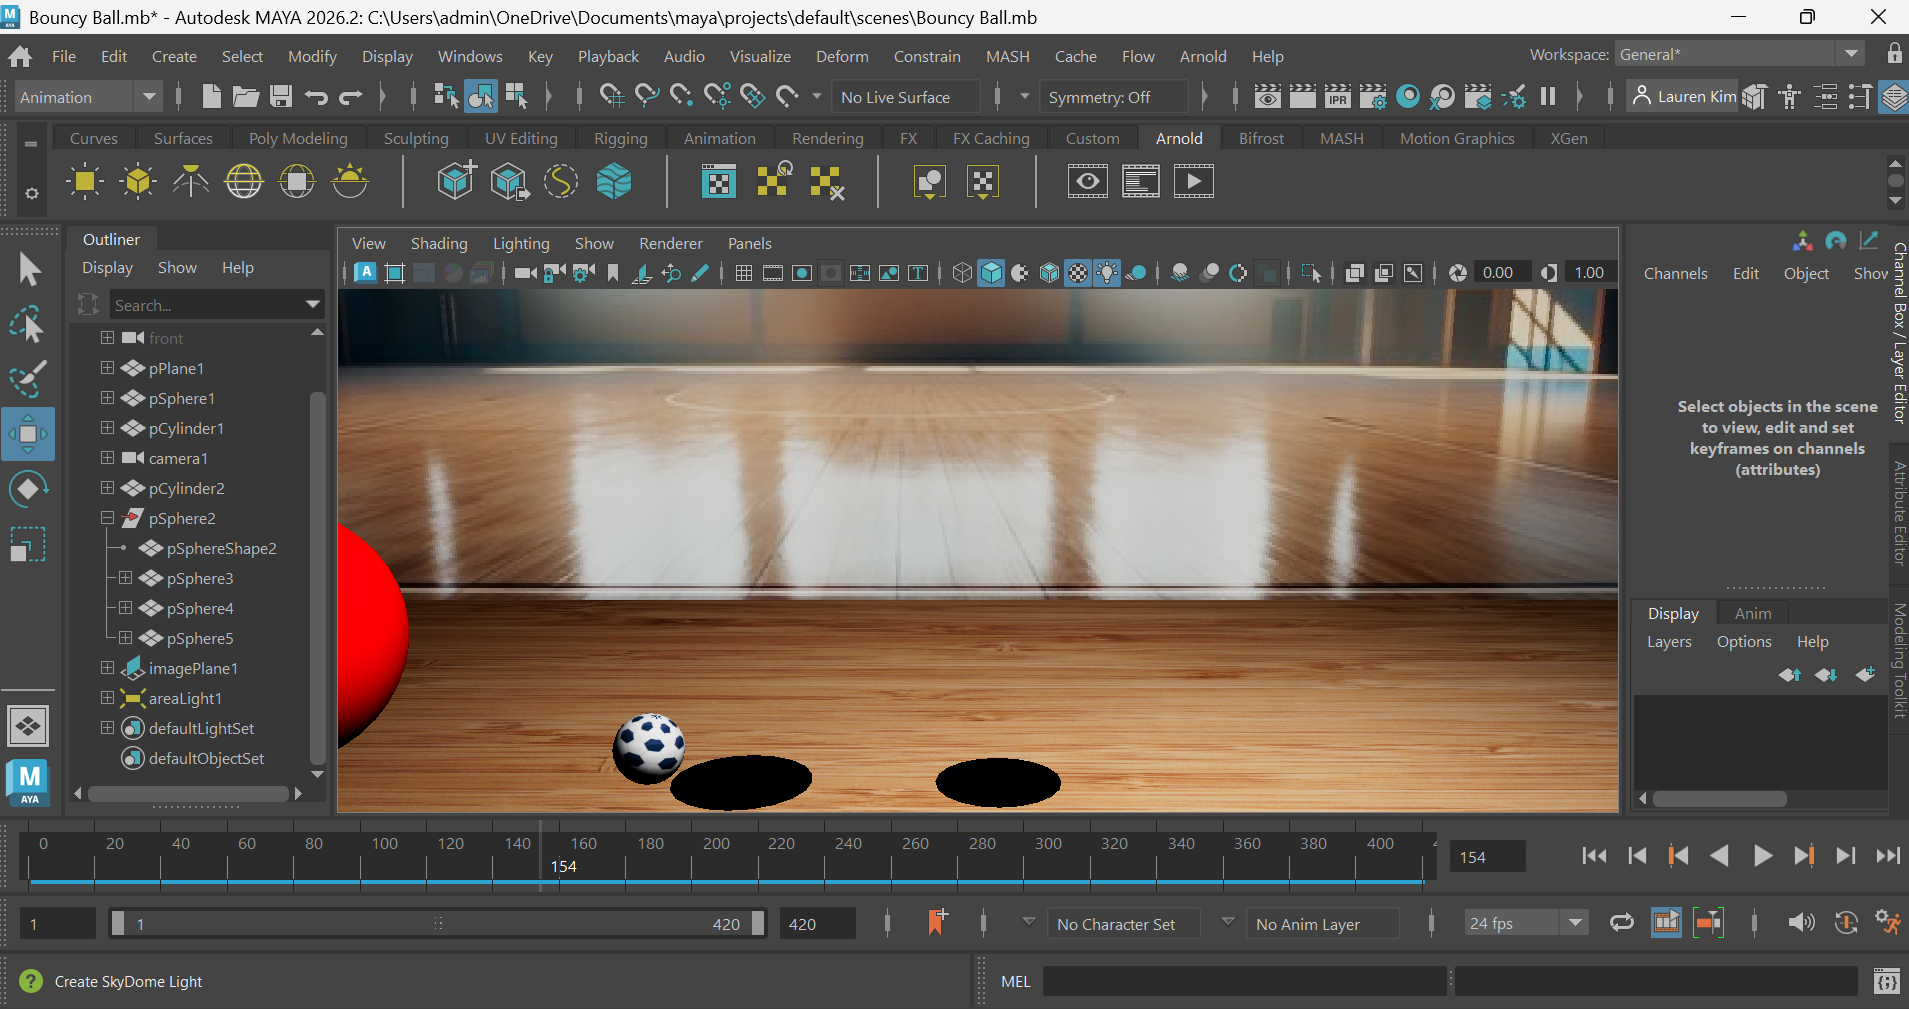 Bouncy Ball.mb* - Autodesk MAYA 2026.2: C:\Users\admin\OneDrive\Documents\maya\projects\default\scenes\Bouncy Ball.mb
File Edit Create Select Modify Display Windows Key Playback Audio Visualize Deform Constrain MASH Cache Flow Arnold Help
Workspace: General*
Animation
No Live Surface
Symmetry: Off
IPR
Lauren Kim
Curves Surfaces Poly Modeling Sculpting UV Editing Rigging Animation Rendering FX FX Caching Custom Arnold Bifrost MASH Motion Graphics XGen
Outliner
Display Show Help
Search...
front
pPlane1
pSphere1
pCylinder1
camera1
pCylinder2
pSphere2
pSphereShape2
pSphere3
pSphere4
pSphere5
imagePlane1
areaLight1
defaultLightSet
defaultObjectSet
M
AYA
View Shading Lighting Show Renderer Panels
0.00
1.00
Channels Edit Object Show
Select objects in the scene
to view, edit and set
keyframes on channels
(attributes)
Channel Box / Layer Editor
Attribute Editor
Modeling Toolkit
Display Anim
Layers Options Help
0 20 40 60 80 100 120 140 160 180 200 220 240 260 280 300 320 340 360 380 400
154
154
1
1
420
420
No Character Set
No Anim Layer
24 fps
Create SkyDome Light
MEL